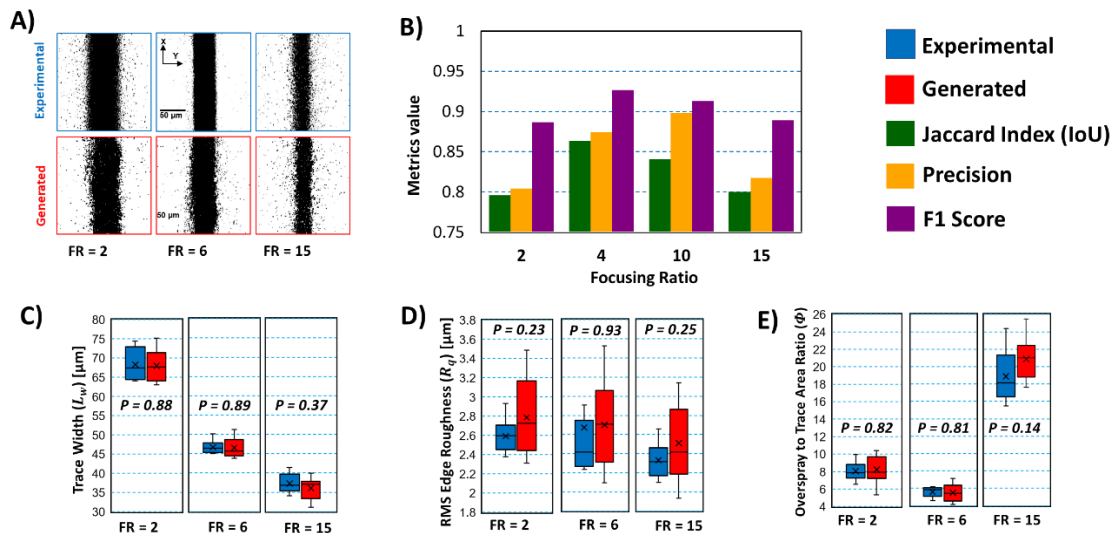 A)
Experimental
Generated
X
Y
50 µm
50 µm
FR = 2
FR = 6
FR = 15
B)
Metrics value
1
0.95
0.9
0.85
0.8
0.75
2
4
10
15
Focusing Ratio
Experimental
Generated
Jaccard Index (IoU)
Precision
F1 Score
C)
Trace Width (L_w) [µm]
80
75
70
65
60
55
50
45
40
35
30
P = 0.88
P = 0.89
P = 0.37
FR = 2
FR = 6
FR = 15
D)
RMS Edge Roughness (R_q) [µm]
3.8
3.6
3.4
3.2
3
2.8
2.6
2.4
2.2
2
1.8
P = 0.23
P = 0.93
P = 0.25
FR = 2
FR = 6
FR = 15
E)
Overspray to Trace Area Ratio (Φ)
26
24
22
20
18
16
14
12
10
8
6
4
P = 0.82
P = 0.81
P = 0.14
FR = 2
FR = 6
FR = 15